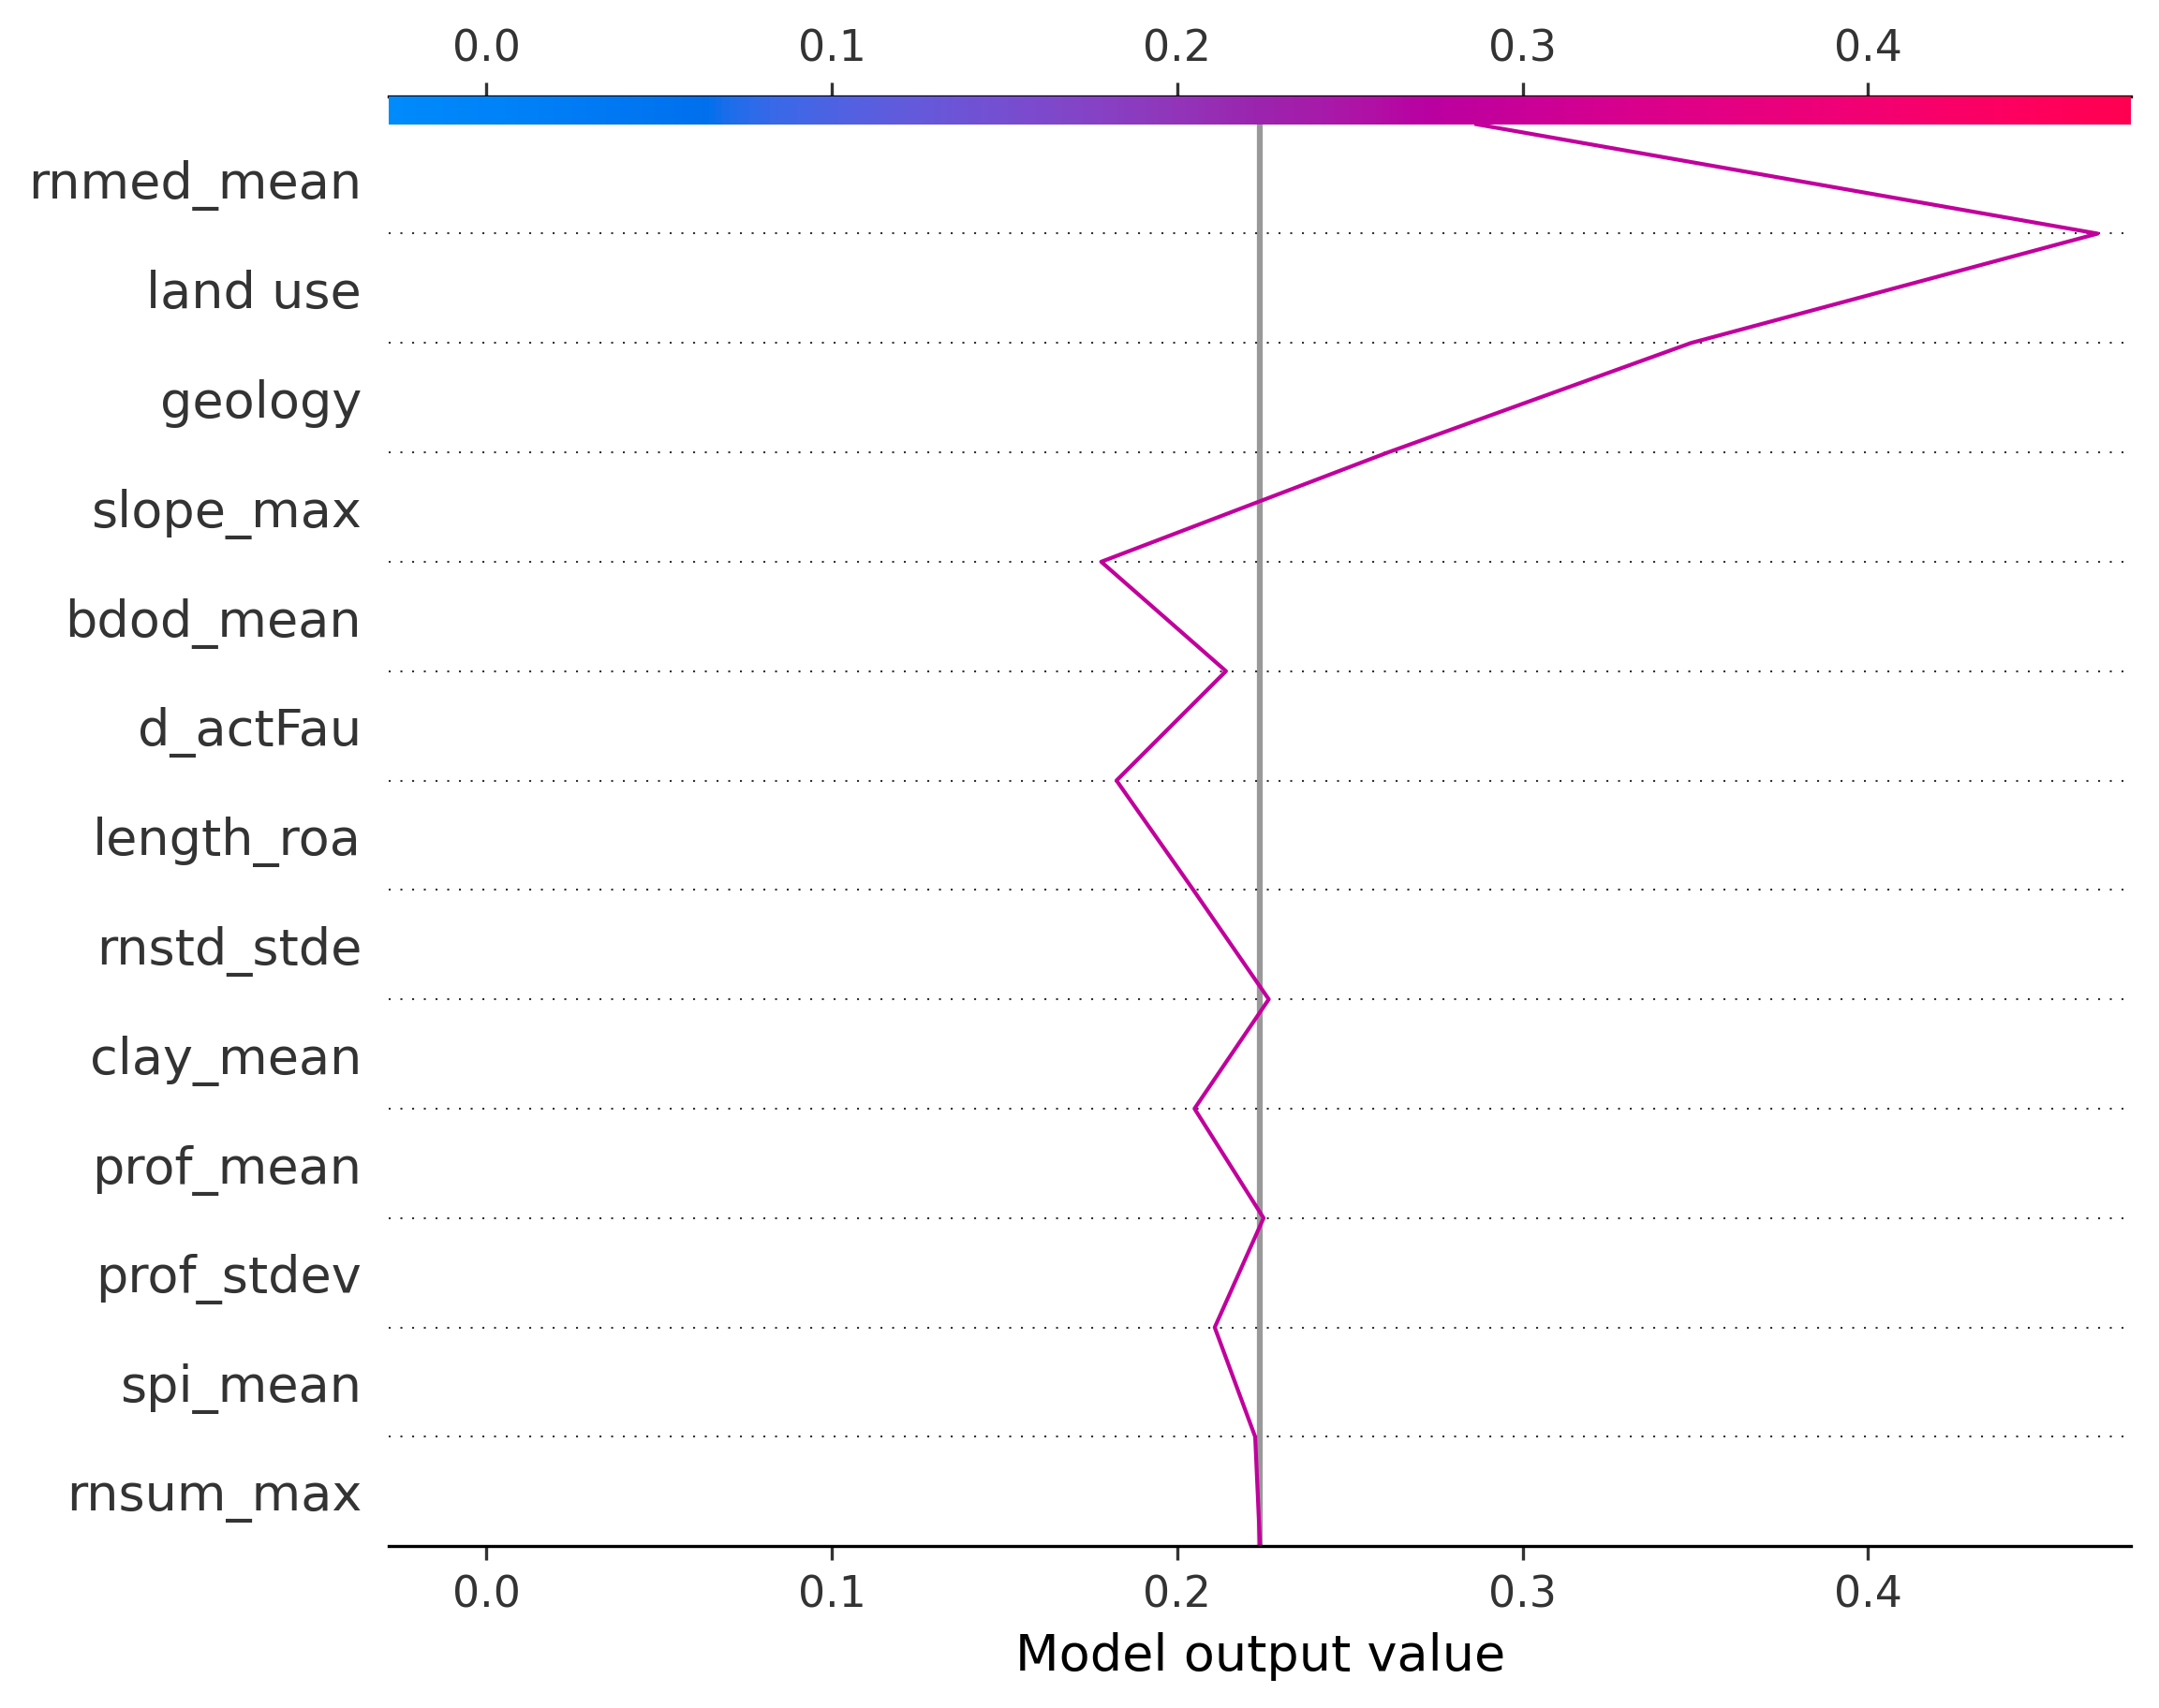 0.0 0.1 0.2 0.3 0.4
rnmed_mean
land use
geology
slope_max
bdod_mean
d_actFau
length_roa
rnstd_stde
clay_mean
prof_mean
prof_stdev
spi_mean
rnsum_max
0.0 0.1 0.2 0.3 0.4
Model output value